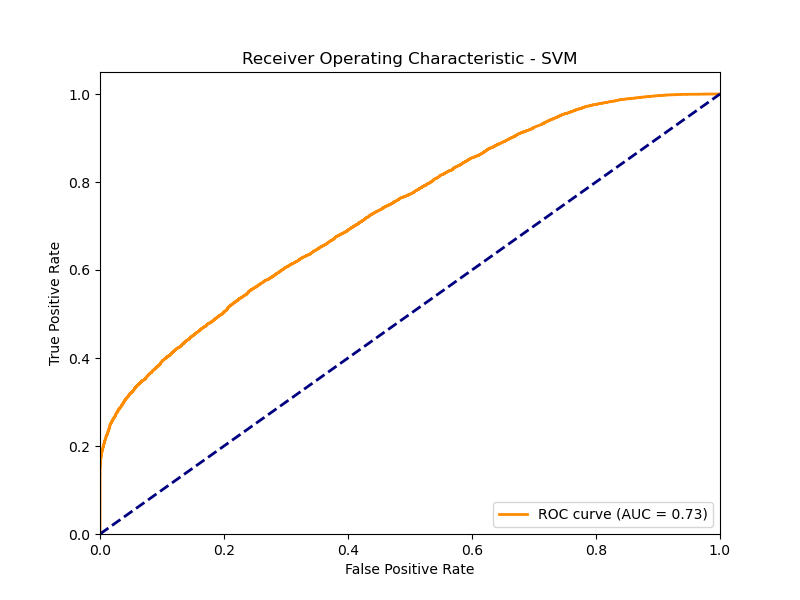 Receiver Operating Characteristic - SVM
True Positive Rate
1.0
0.8
0.6
0.4
0.2
0.0
0.0 0.2 0.4 0.6 0.8 1.0
False Positive Rate
ROC curve (AUC = 0.73)